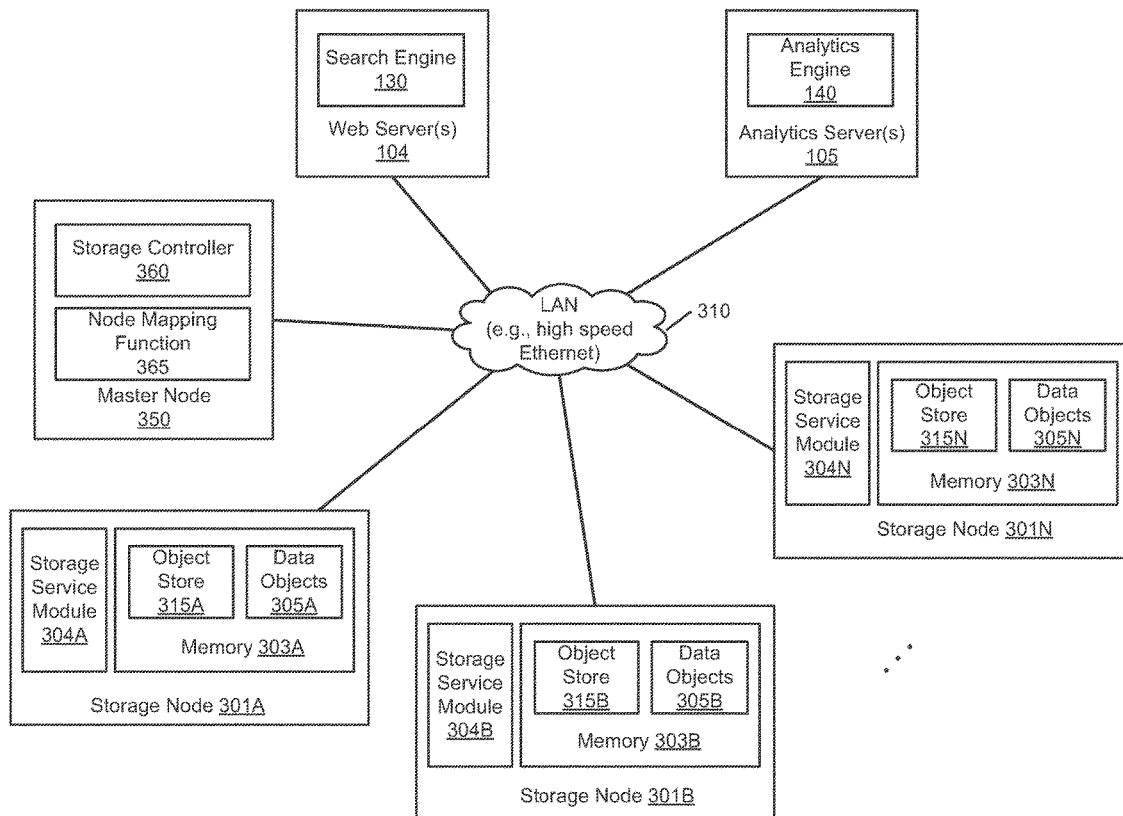 Search Engine
130
Web Server(s)
104
Analytics
Engine
140
Analytics Server(s)
105
Storage Controller
360
Node Mapping
Function
365
Master Node
350
LAN
(e.g., high speed
Ethernet)
310
Storage
Service
Module
304N
Object
Store
315N
Data
Objects
305N
Memory 303N
Storage Node 301N
Storage
Service
Module
304A
Object
Store
315A
Data
Objects
305A
Memory 303A
Storage Node 301A
Storage
Service
Module
304B
Object
Store
315B
Data
Objects
305B
Memory 303B
Storage Node 301B